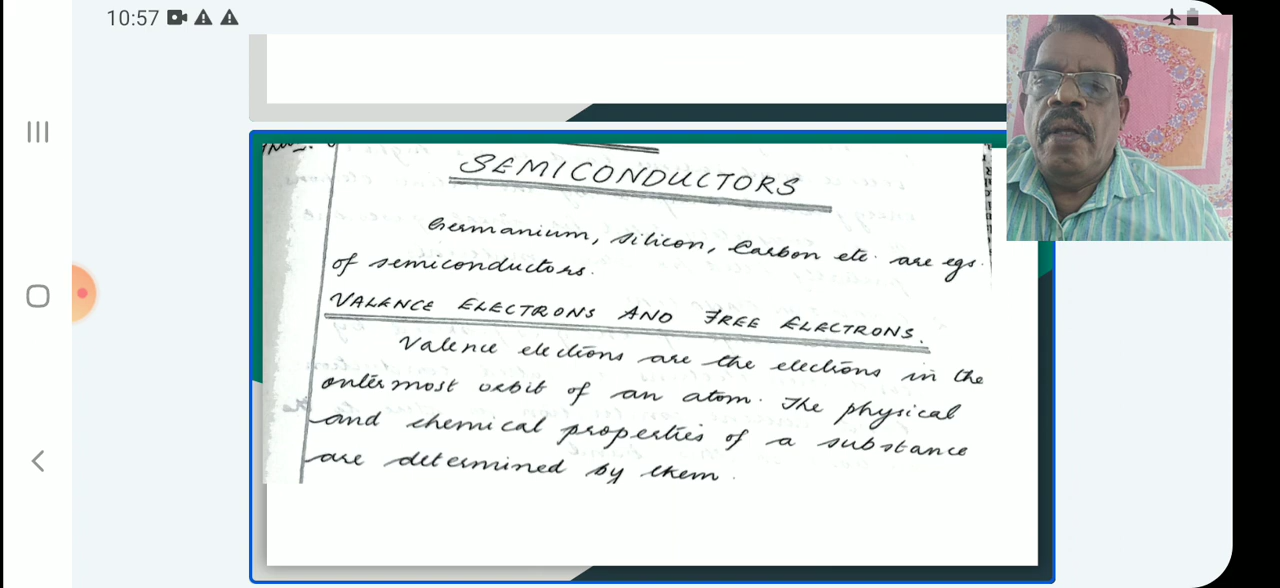 10:57
SEMICONDUCTORS
Germanium, silicon, Carbon etc. are egs.
of semiconductors.
VALENCE ELECTRONS AND FREE ELECTRONS.
Valence elections are the elections in the
outermost orbit of an atom. The physical
and chemical properties of a substance
are determined by them.